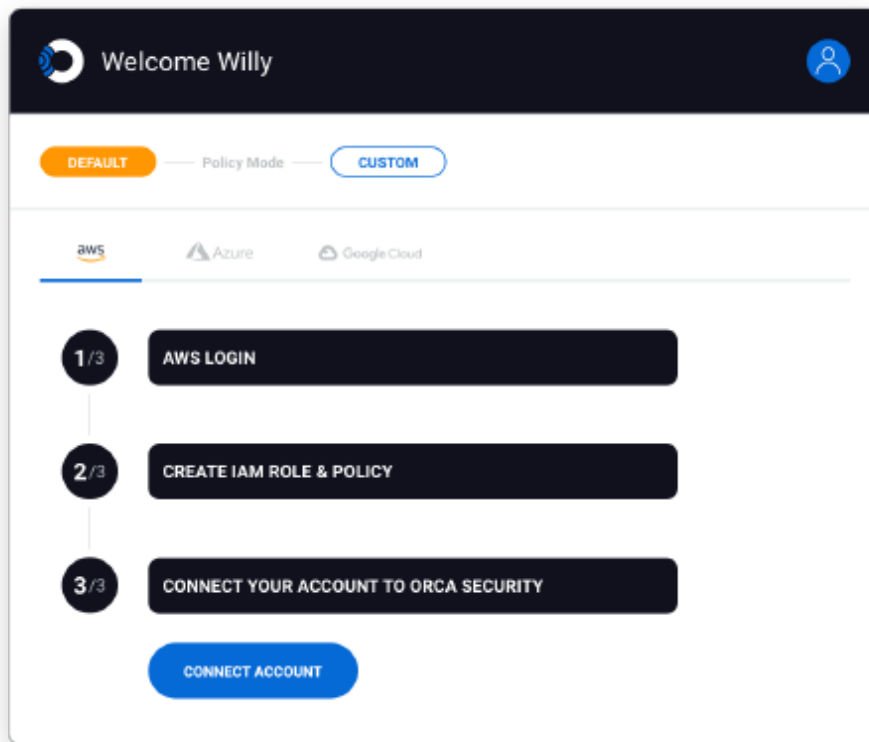 Welcome Willy
DEFAULT Policy Mode CUSTOM
aws Azure Google Cloud
1/3 AWS LOGIN
2/3 CREATE IAM ROLE & POLICY
3/3 CONNECT YOUR ACCOUNT TO ORCA SECURITY
CONNECT ACCOUNT